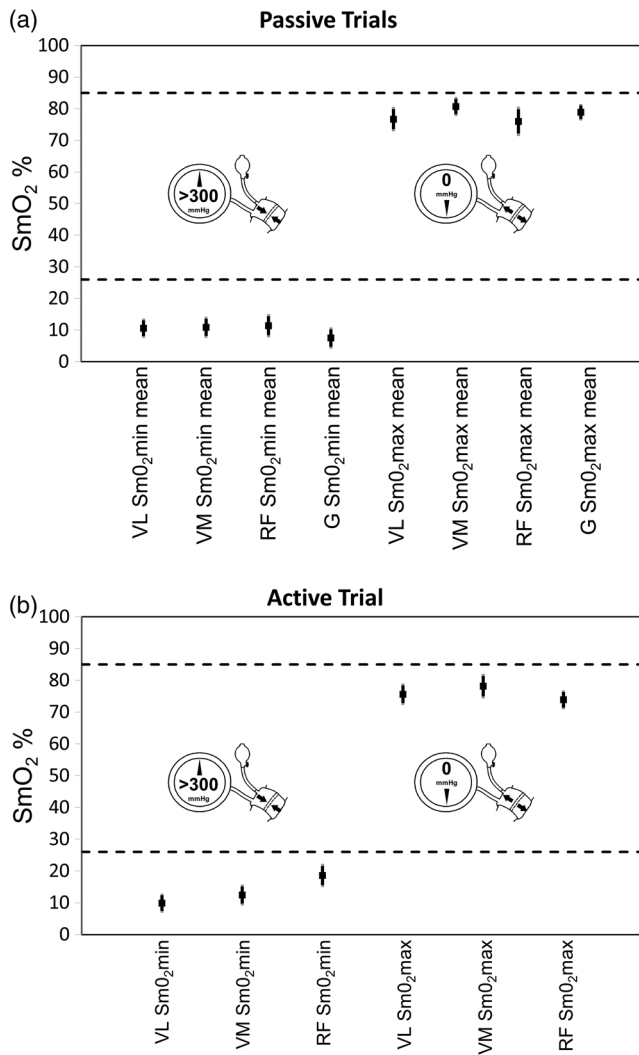 (a)
Passive Trials
SmO₂ %
100
90
80
70
60
50
40
30
20
10
0
>300
mmHg
0
mmHg
VL Sm0₂min mean
VM Sm0₂min mean
RF Sm0₂min mean
G Sm0₂min mean
VL Sm0₂max mean
VM Sm0₂max mean
RF Sm0₂max mean
G Sm0₂max mean
(b)
Active Trial
SmO₂ %
100
90
80
70
60
50
40
30
20
10
0
>300
mmHg
0
mmHg
VL Sm0₂min
VM Sm0₂min
RF Sm0₂min
VL Sm0₂max
VM Sm0₂max
RF Sm0₂max